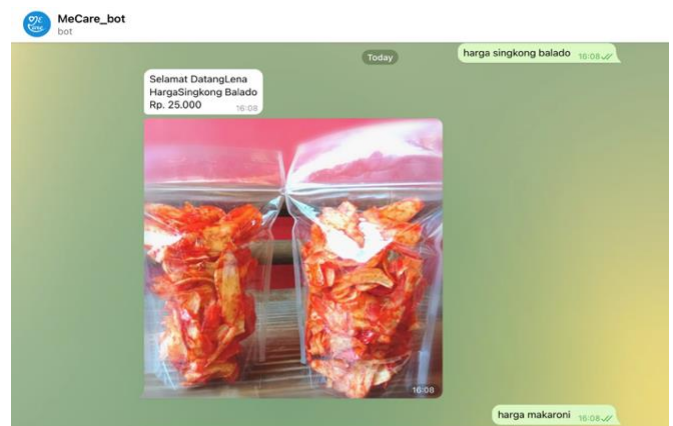 MeCare_bot
bot
Today
harga singkong balado 16:08
Selamat DatangLena
HargaSingkong Balado
Rp. 25.000 16:08
16:08
harga makaroni 16:08